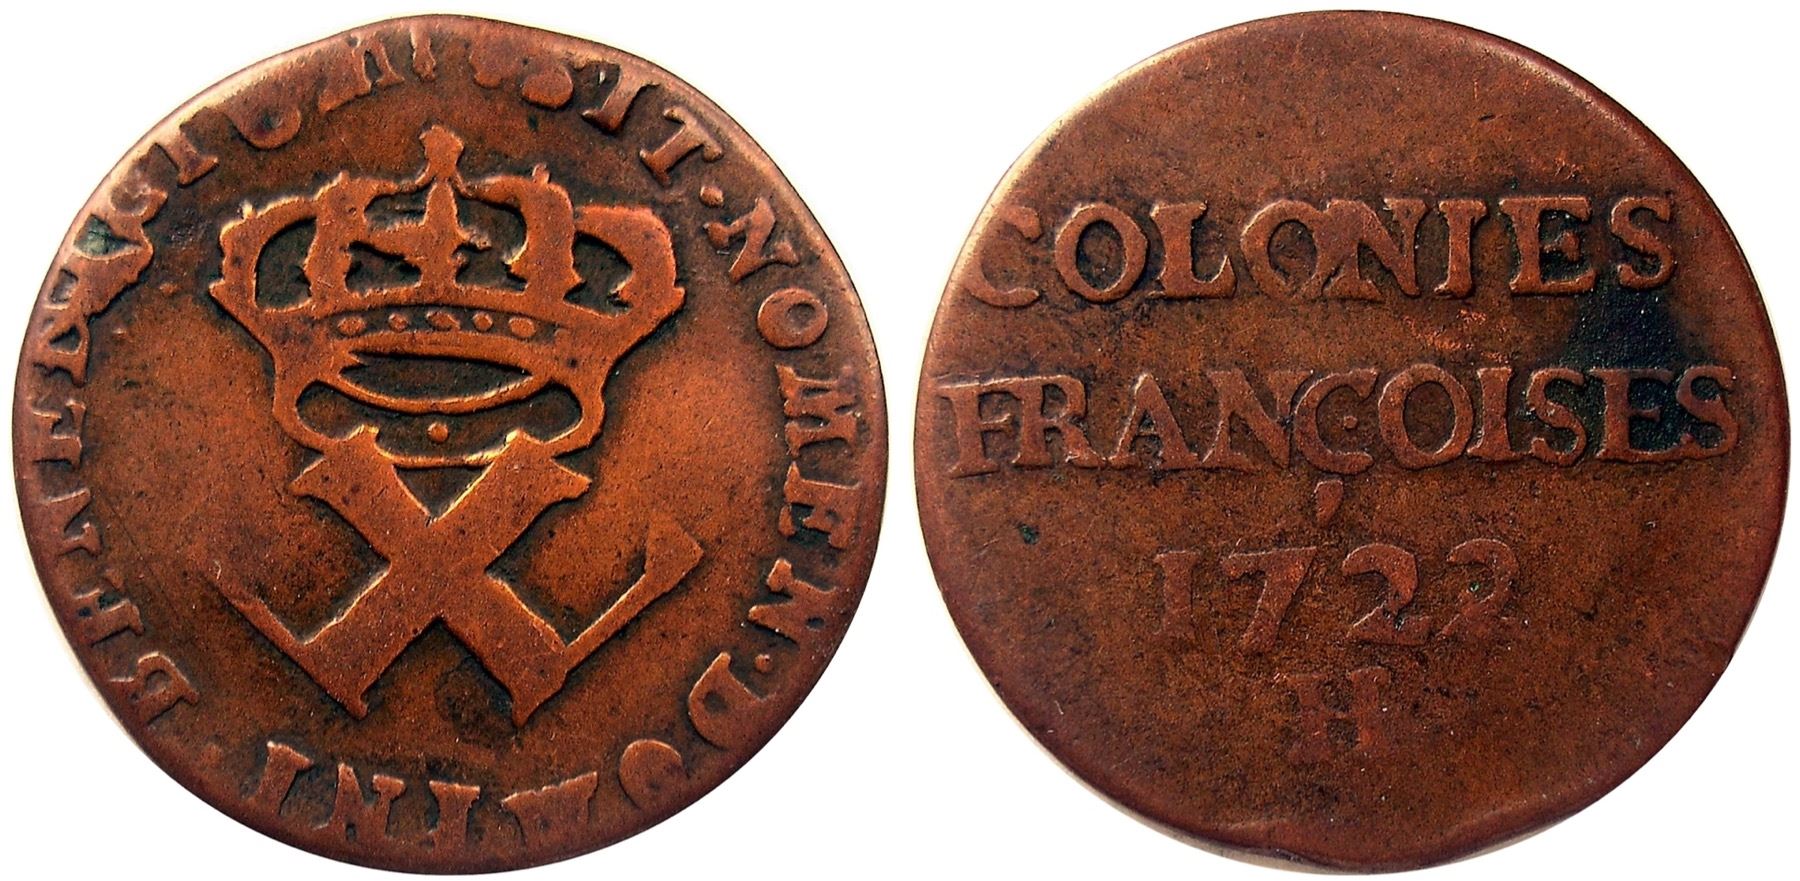 BENEDICTUM·SIT·NOMEN·DOMINI
COLONIES
FRANÇOISES
1722
H